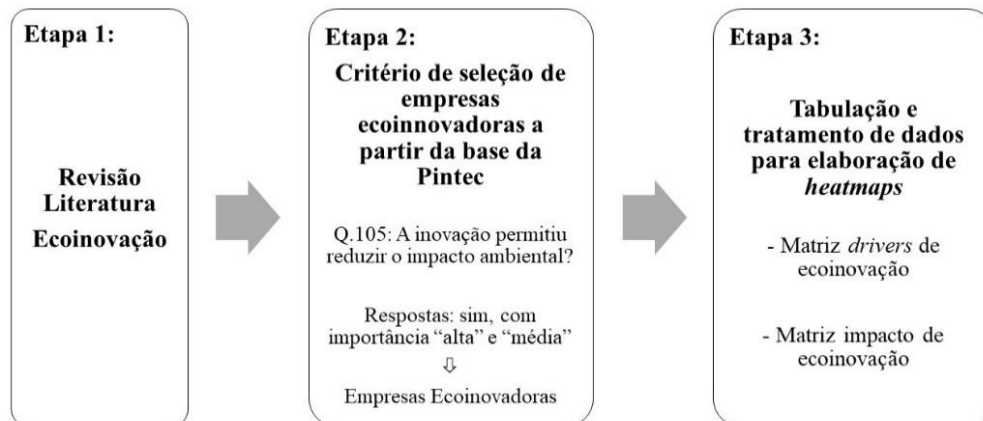 Etapa 1:
Revisão
Literatura
Ecoinovação
Etapa 2:
Critério de seleção de
empresas
ecoinnovadoras a
partir da base da
Pintec
Q.105: A inovação permitiu
reduzir o impacto ambiental?
Respostas: sim, com
importância “alta” e “média”
⇩
Empresas Ecoinovadoras
Etapa 3:
Tabulação e
tratamento de dados
para elaboração de
heatmaps
- Matriz drivers de
ecoinovação
- Matriz impacto de
ecoinovação